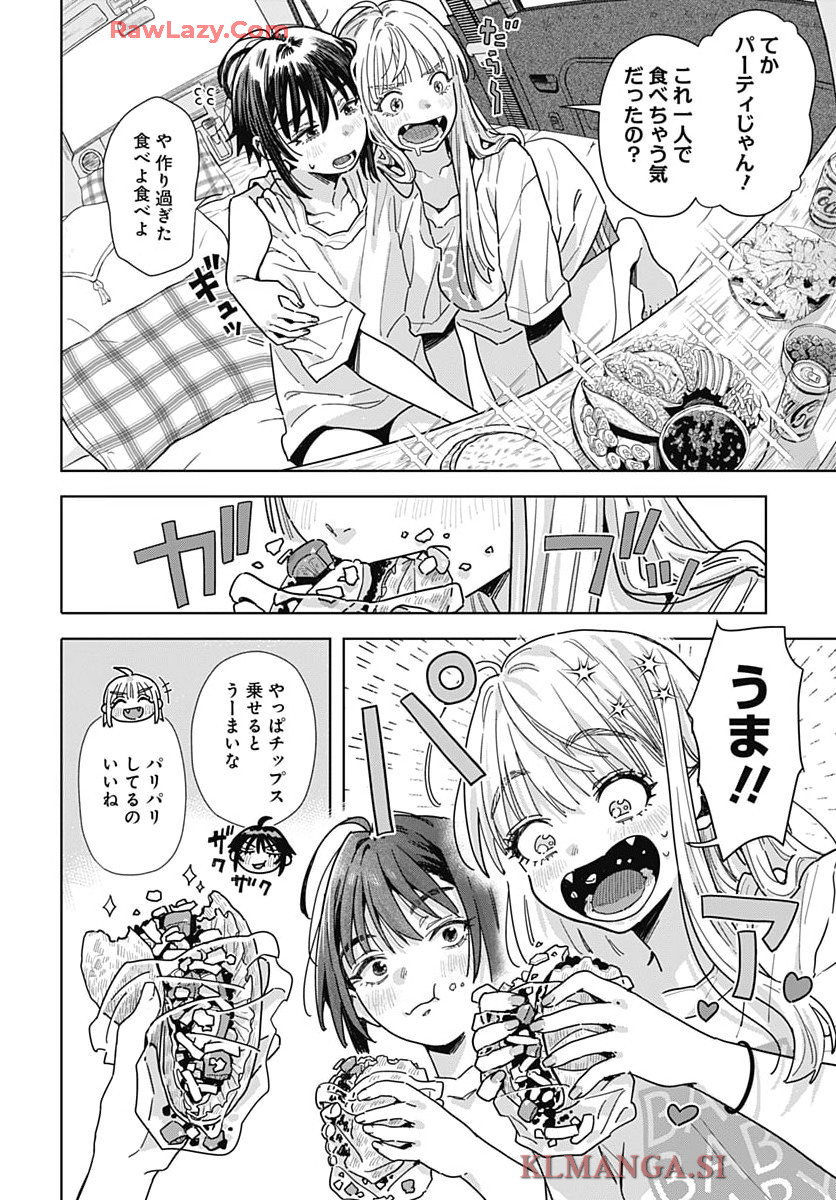 RawLazy.Com
てか
パーティじゃん！
これ一人で
食べちゃう気
だったの？
だら〜
や 作り過ぎた
食べよ食べよ
ギュッ
ガブッ
うま!!
パァ
やっぱチップス
乗せると
うーまいな
パリパリ
してるの
いいね
ザク
ザク
BABY
KLMANGA.SI